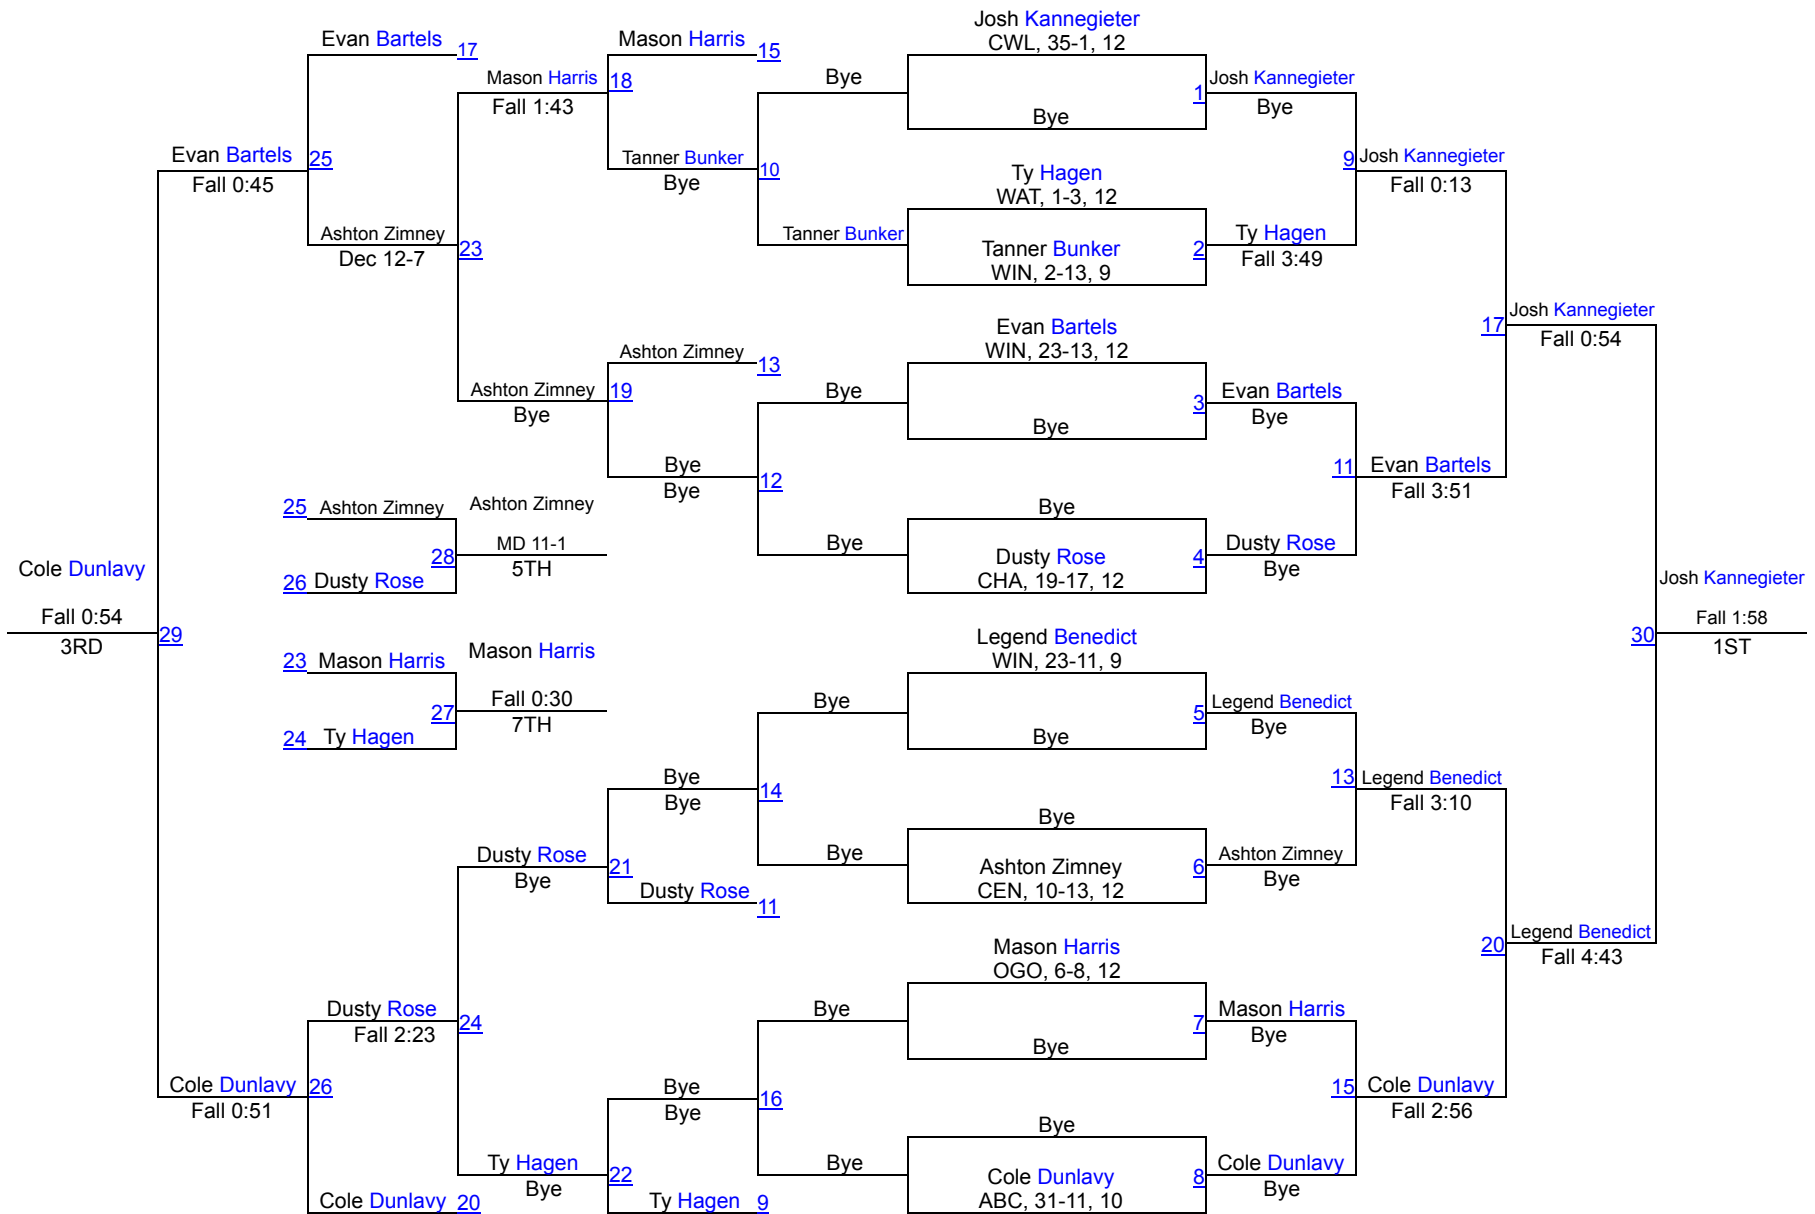 Josh Kannegieter
CWL, 35-1, 12
Evan Bartels 17
Mason Harris 15
Mason Harris 18
Fall 1:43
Bye
1 Josh Kannegieter
Bye
Bye
Evan Bartels 25
Fall 0:45
Tanner Bunker 10
Bye
Ty Hagen
WAT, 1-3, 12
9 Josh Kannegieter
Fall 0:13
Ashton Zimney 23
Dec 12-7
Tanner Bunker
Tanner Bunker
WIN, 2-13, 9
2 Ty Hagen
Fall 3:49
Evan Bartels
WIN, 23-13, 12
17 Josh Kannegieter
Fall 0:54
Ashton Zimney 13
Ashton Zimney 19
Bye
Bye
3 Evan Bartels
Bye
Bye
Bye 12
Bye
11 Evan Bartels
Fall 3:51
25 Ashton Zimney
Ashton Zimney
28 MD 11-1
5TH
26 Dusty Rose
Bye
Bye
Dusty Rose
CHA, 19-17, 12
4 Dusty Rose
Bye
Cole Dunlavy
Fall 0:54
3RD
29
Josh Kannegieter
30 Fall 1:58
1ST
23 Mason Harris
Mason Harris
27 Fall 0:30
7TH
24 Ty Hagen
Legend Benedict
WIN, 23-11, 9
Bye
5 Legend Benedict
Bye
Bye
Bye 14
Bye
13 Legend Benedict
Fall 3:10
Bye
Dusty Rose 21
Bye
Dusty Rose 11
Bye
Ashton Zimney
CEN, 10-13, 12
6 Ashton Zimney
Bye
20 Legend Benedict
Fall 4:43
Mason Harris
OGO, 6-8, 12
Dusty Rose 24
Fall 2:23
Bye
7 Mason Harris
Bye
Bye
Cole Dunlavy 26
Fall 0:51
Bye 16
Bye
15 Cole Dunlavy
Fall 2:56
Bye
Ty Hagen 22
Bye
Bye
Cole Dunlavy
ABC, 31-11, 10
8 Cole Dunlavy
Bye
Cole Dunlavy 20
Ty Hagen 9